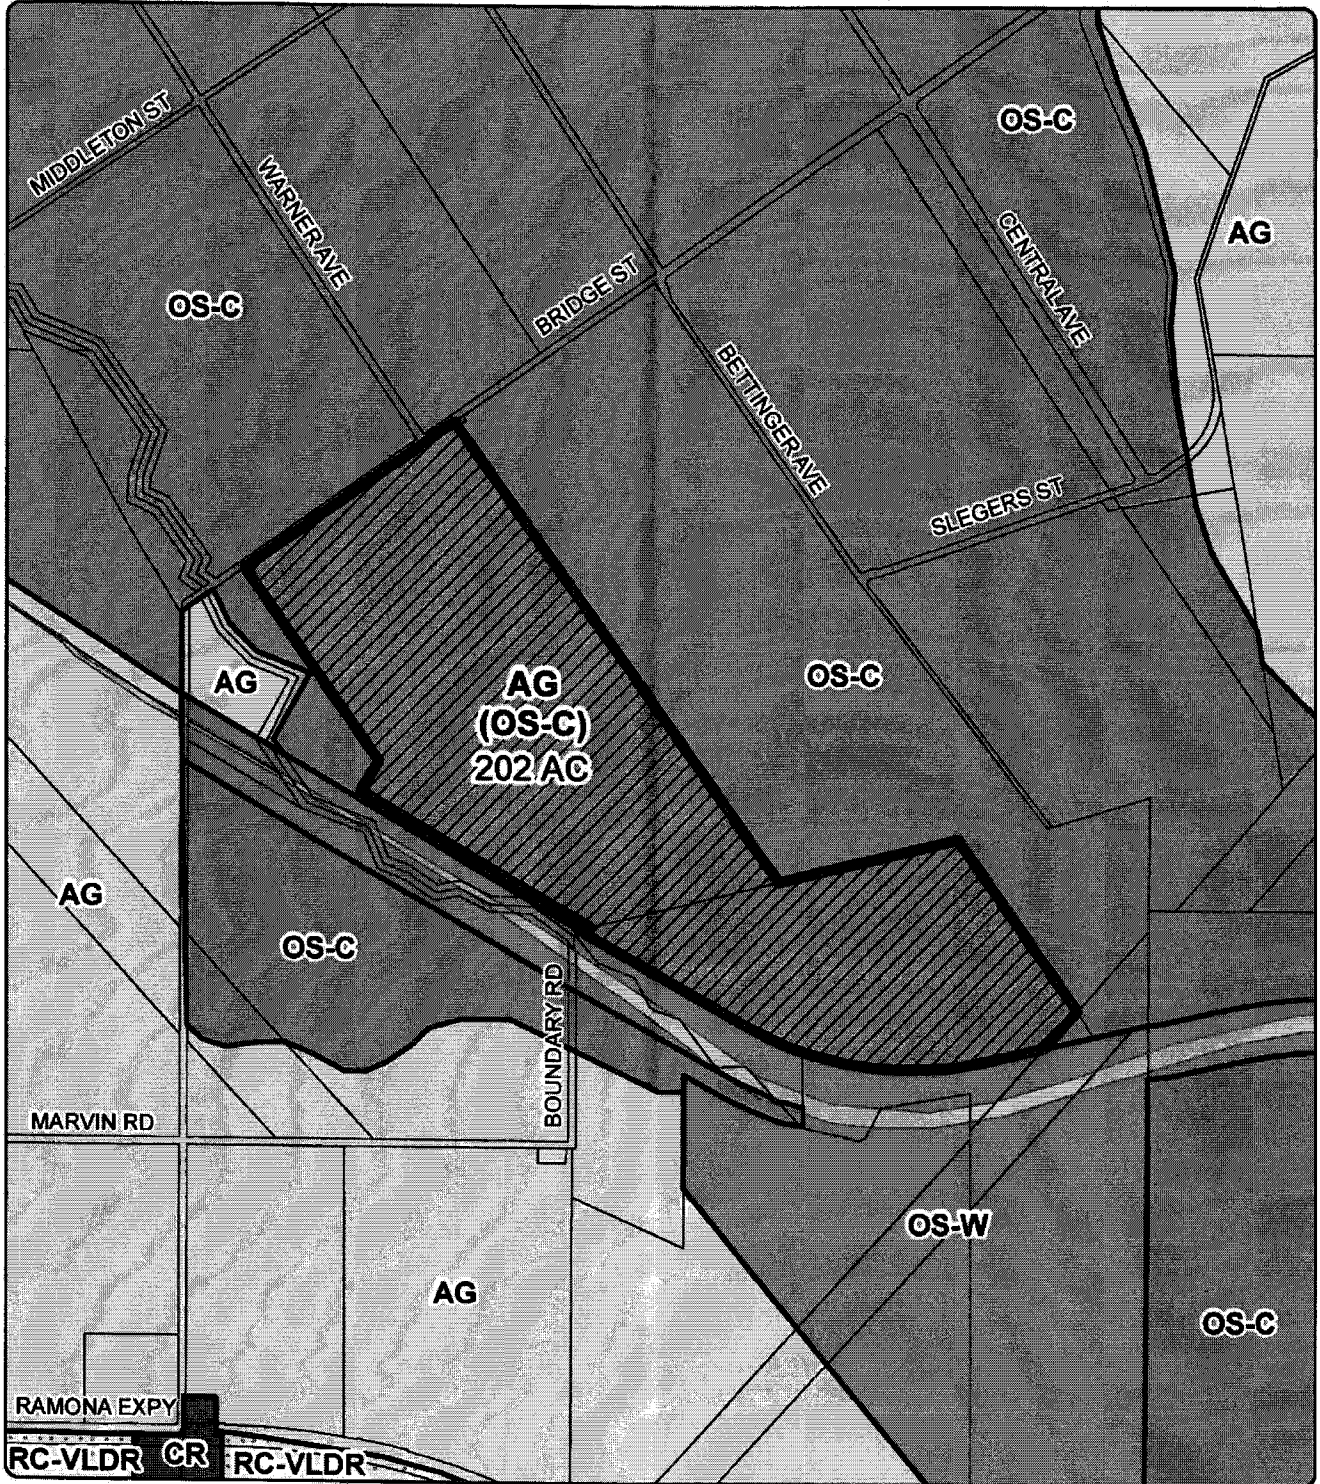 OS-C
MIDDLETON ST
WARNER AVE
AG
CENTRAL AVE
OS-C
BRIDGE ST
BETTINGER AVE
SLEGERS ST
AG
AG
(OS-C)
202 AC
OS-C
AG
OS-C
BOUNDARY RD
MARVIN RD
OS-W
AG
OS-C
RAMONA EXPY
RC-VLDR
CR
RC-VLDR